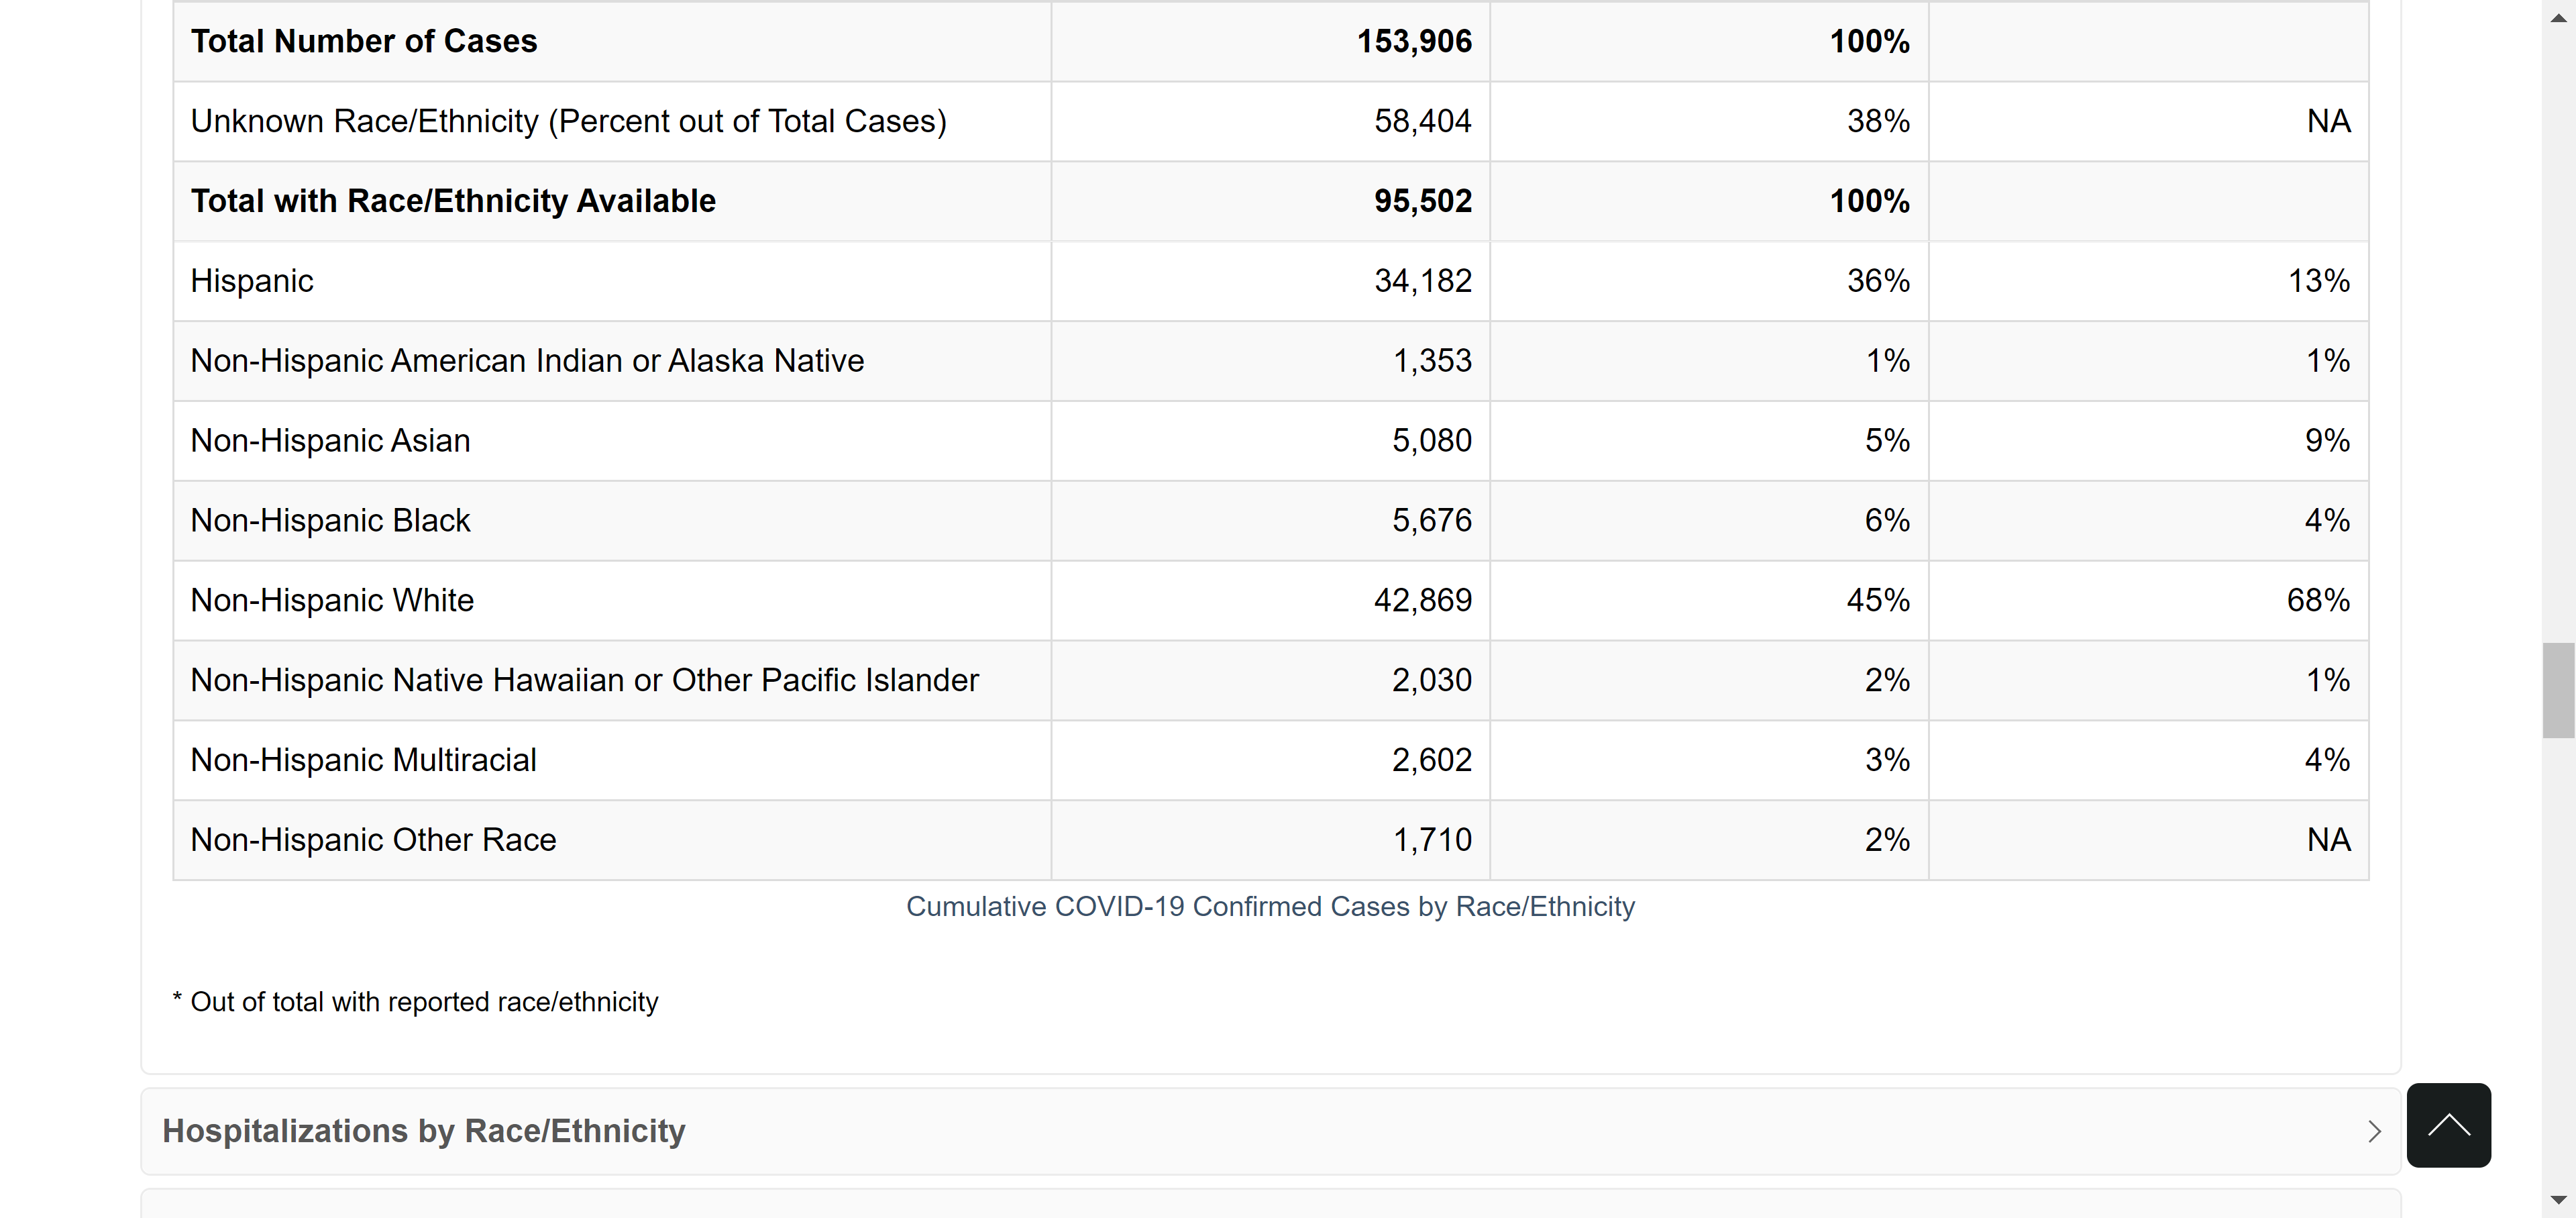 Total Number of Cases 153,906 100%
Unknown Race/Ethnicity (Percent out of Total Cases) 58,404 38% NA
Total with Race/Ethnicity Available 95,502 100%
Hispanic 34,182 36% 13%
Non-Hispanic American Indian or Alaska Native 1,353 1% 1%
Non-Hispanic Asian 5,080 5% 9%
Non-Hispanic Black 5,676 6% 4%
Non-Hispanic White 42,869 45% 68%
Non-Hispanic Native Hawaiian or Other Pacific Islander 2,030 2% 1%
Non-Hispanic Multiracial 2,602 3% 4%
Non-Hispanic Other Race 1,710 2% NA
Cumulative COVID-19 Confirmed Cases by Race/Ethnicity
* Out of total with reported race/ethnicity
Hospitalizations by Race/Ethnicity